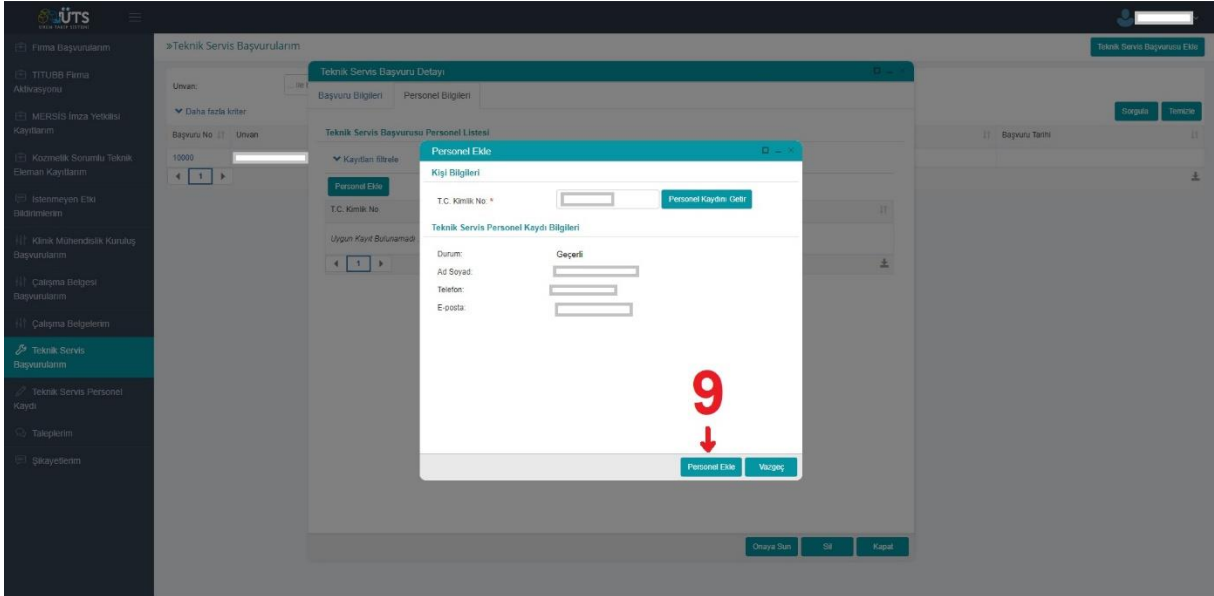 ÜTS
Firma Başvurularım
TITUBB Firma
Aktivasyonu
MERSİS İmza Yetkilisi
Kayıtlarım
Kozmetik Sorumlu Teknik
Eleman Kayıtlarım
İstenmeyen Etki
Bildirimlerim
Klinik Mühendislik Kuruluş
Başvurularım
Çalışma Belgesi
Başvurularım
Çalışma Belgelerim
Teknik Servis
Başvurularım
Teknik Servis Personel
Kaydı
Taleplerim
Şikayetlerim
»Teknik Servis Başvurularım
Teknik Servis Başvurusu Ekle
Unvan:
Daha fazla kriter
Sorgula Temizle
Başvuru No Unvan Başvuru Tarihi
10000
1
Teknik Servis Başvuru Detayı
Başvuru Bilgileri Personel Bilgileri
Teknik Servis Başvurusu Personel Listesi
Kayıtları filtrele
Personel Ekle
T.C. Kimlik No
Uygun Kayıt Bulunamadı
1
Onaya Sun Sil Kapat
Personel Ekle
Kişi Bilgileri
T.C. Kimlik No: * Personel Kaydını Getir
Teknik Servis Personel Kaydı Bilgileri
Durum: Geçerli
Ad Soyad:
Telefon:
E-posta:
9
Personel Ekle Vazgeç